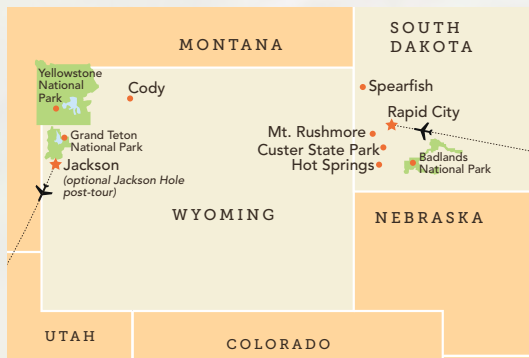 MONTANA
SOUTH
DAKOTA
Yellowstone
National
Park
Cody
Spearfish
Rapid City
Grand Teton
National Park
Mt. Rushmore
Custer State Park
Hot Springs
Badlands
National Park
Jackson
(optional Jackson Hole
post-tour)
WYOMING
NEBRASKA
UTAH
COLORADO